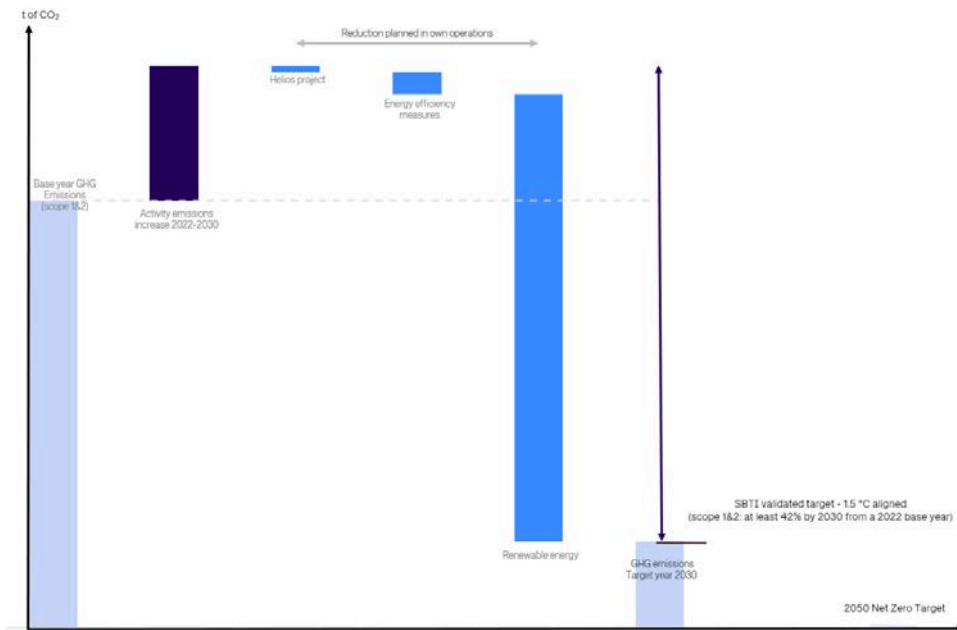 t of CO₂
Reduction planned in own operations
Helios project
Energy efficiency
measures
Base year GHG
Emissions
(scope 1&2)
Activity emissions
increase 2022-2030
Renewable energy
SBTI validated target - 1.5 °C aligned
(scope 1&2: at least 42% by 2030 from a 2022 base year)
GHG emissions
Target year 2030
2050 Net Zero Target